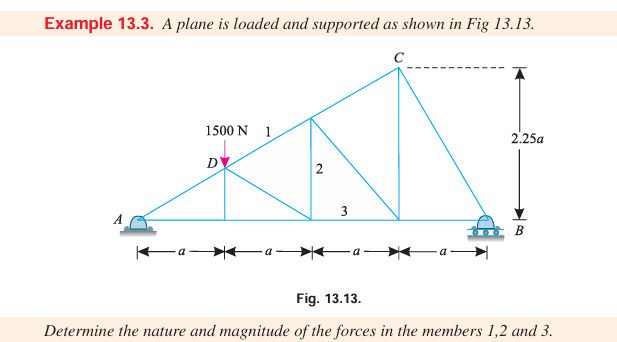 Example 13.3. A plane is loaded and supported as shown in Fig 13.13.
C
1500 N 1
2.25a
D
2
3
A
B
a a a a
Fig. 13.13.
Determine the nature and magnitude of the forces in the members 1,2 and 3.